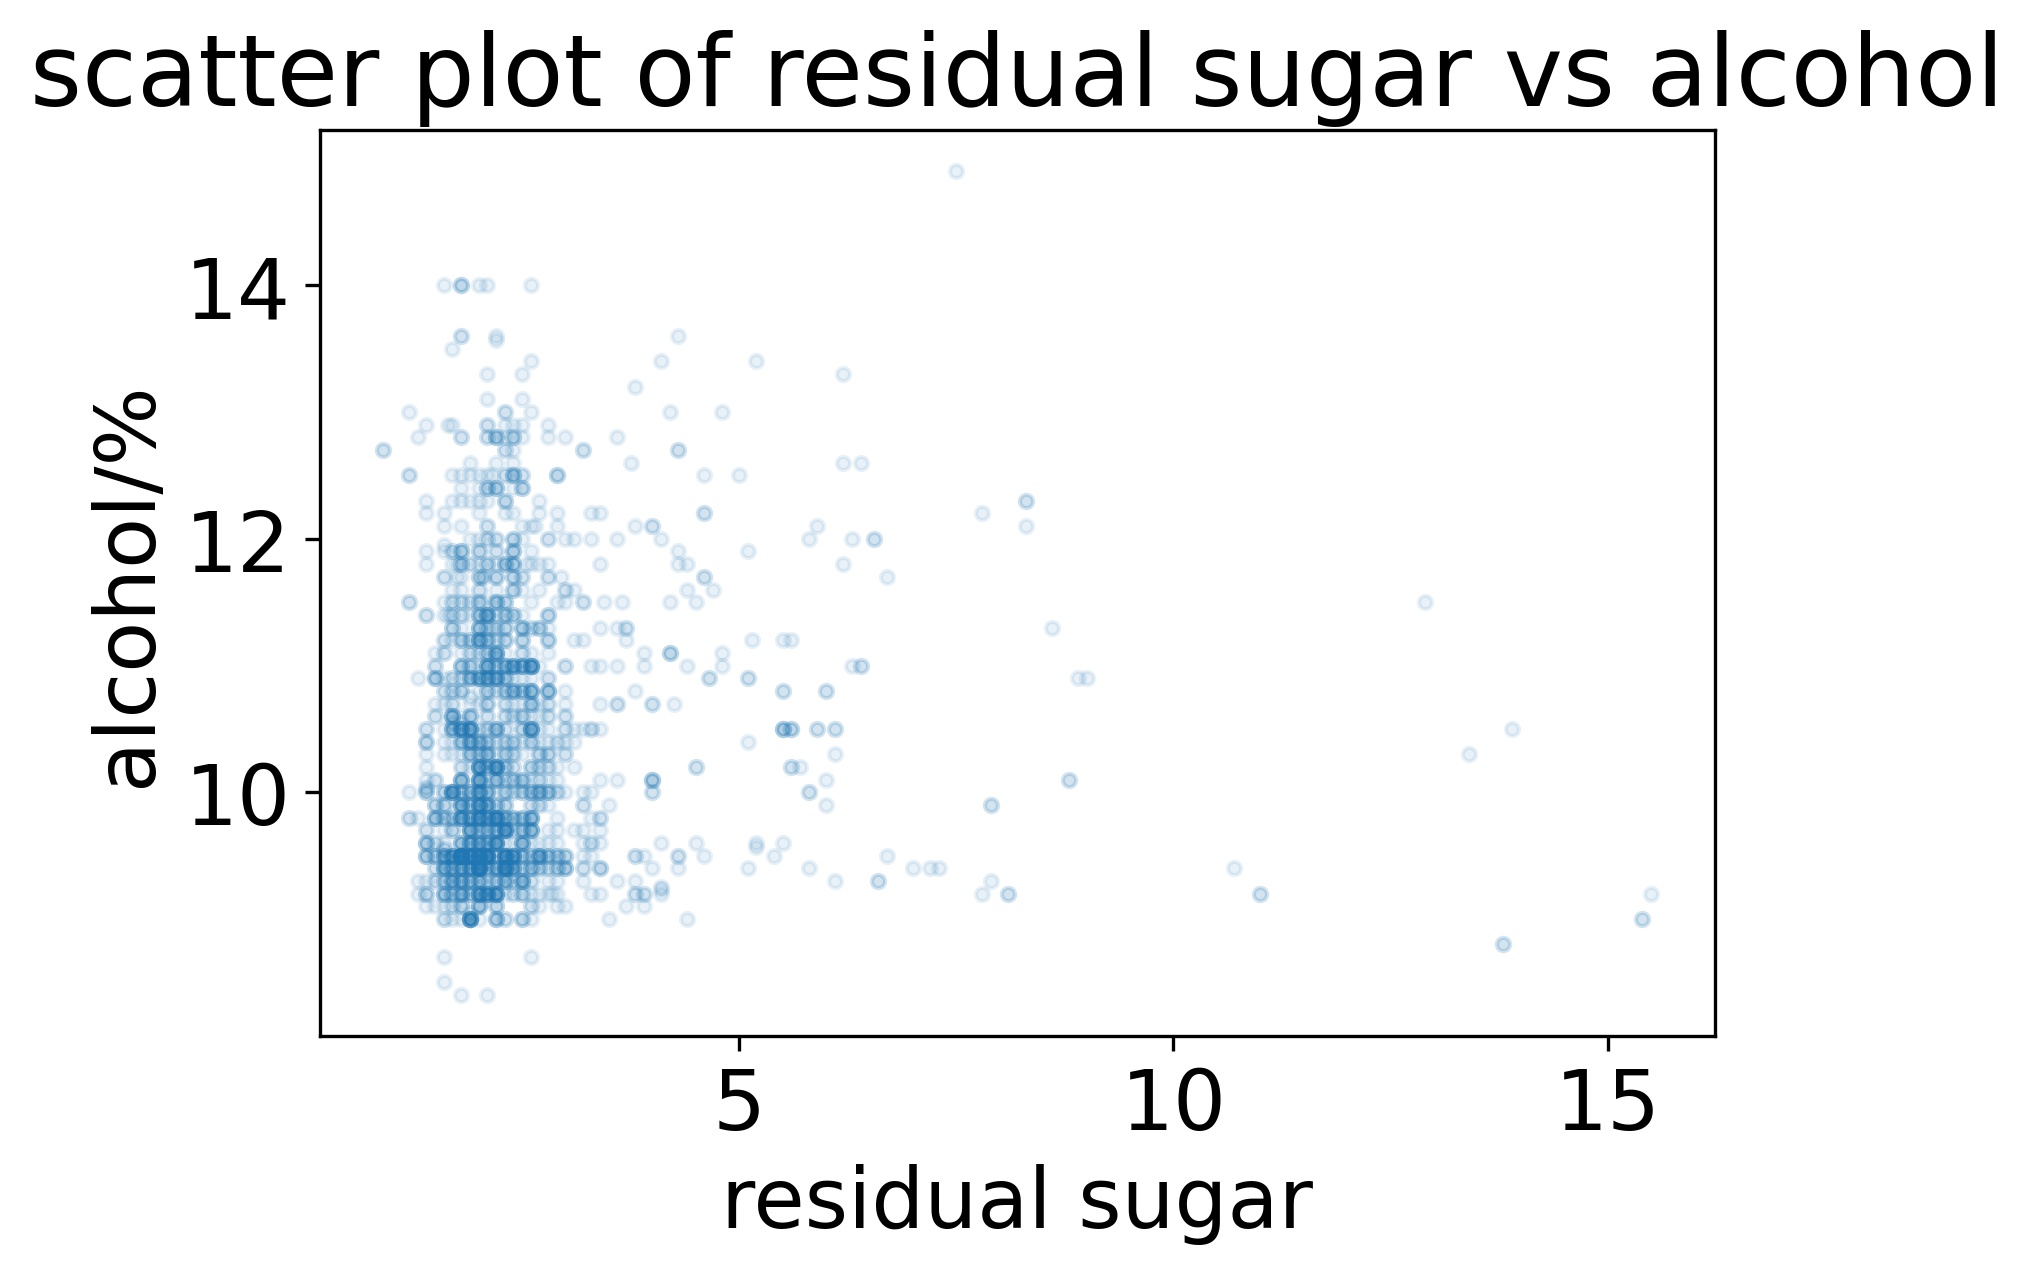 scatter plot of residual sugar vs alcohol
alcohol/%
14
12
10
5 10 15
residual sugar